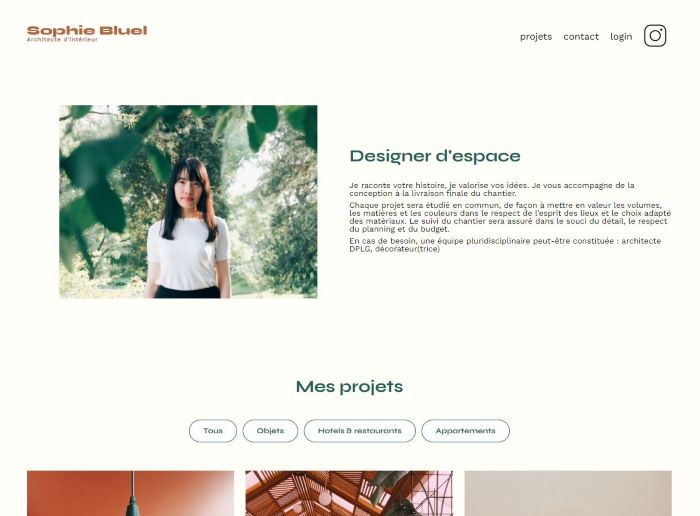 Sophie Bluel
Architecte d'intérieur
projets contact login
Designer d'espace
Je raconte votre histoire, je valorise vos idées. Je vous accompagne de la
conception à la livraison finale du chantier.
Chaque projet sera étudié en commun, de façon à mettre en valeur les volumes,
les matières et les couleurs dans le respect de l'esprit des lieux et le choix adapté
des matériaux. Le suivi du chantier sera assuré dans le souci du détail, le respect
du planning et du budget.
En cas de besoin, une équipe pluridisciplinaire peut-être constituée : architecte
DPLG, décorateur(trice)
Mes projets
Tous Objets Hotels & restaurants Appartements